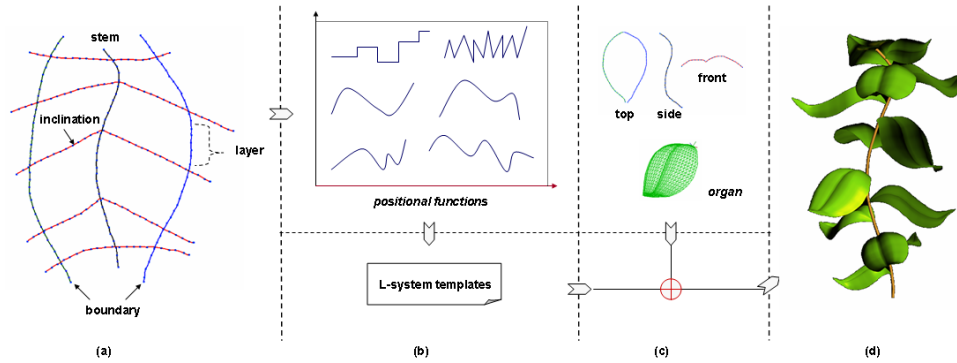 stem
inclination
layer
boundary
(a)
positional functions
L-system templates
(b)
top
side
front
organ
(c)
(d)